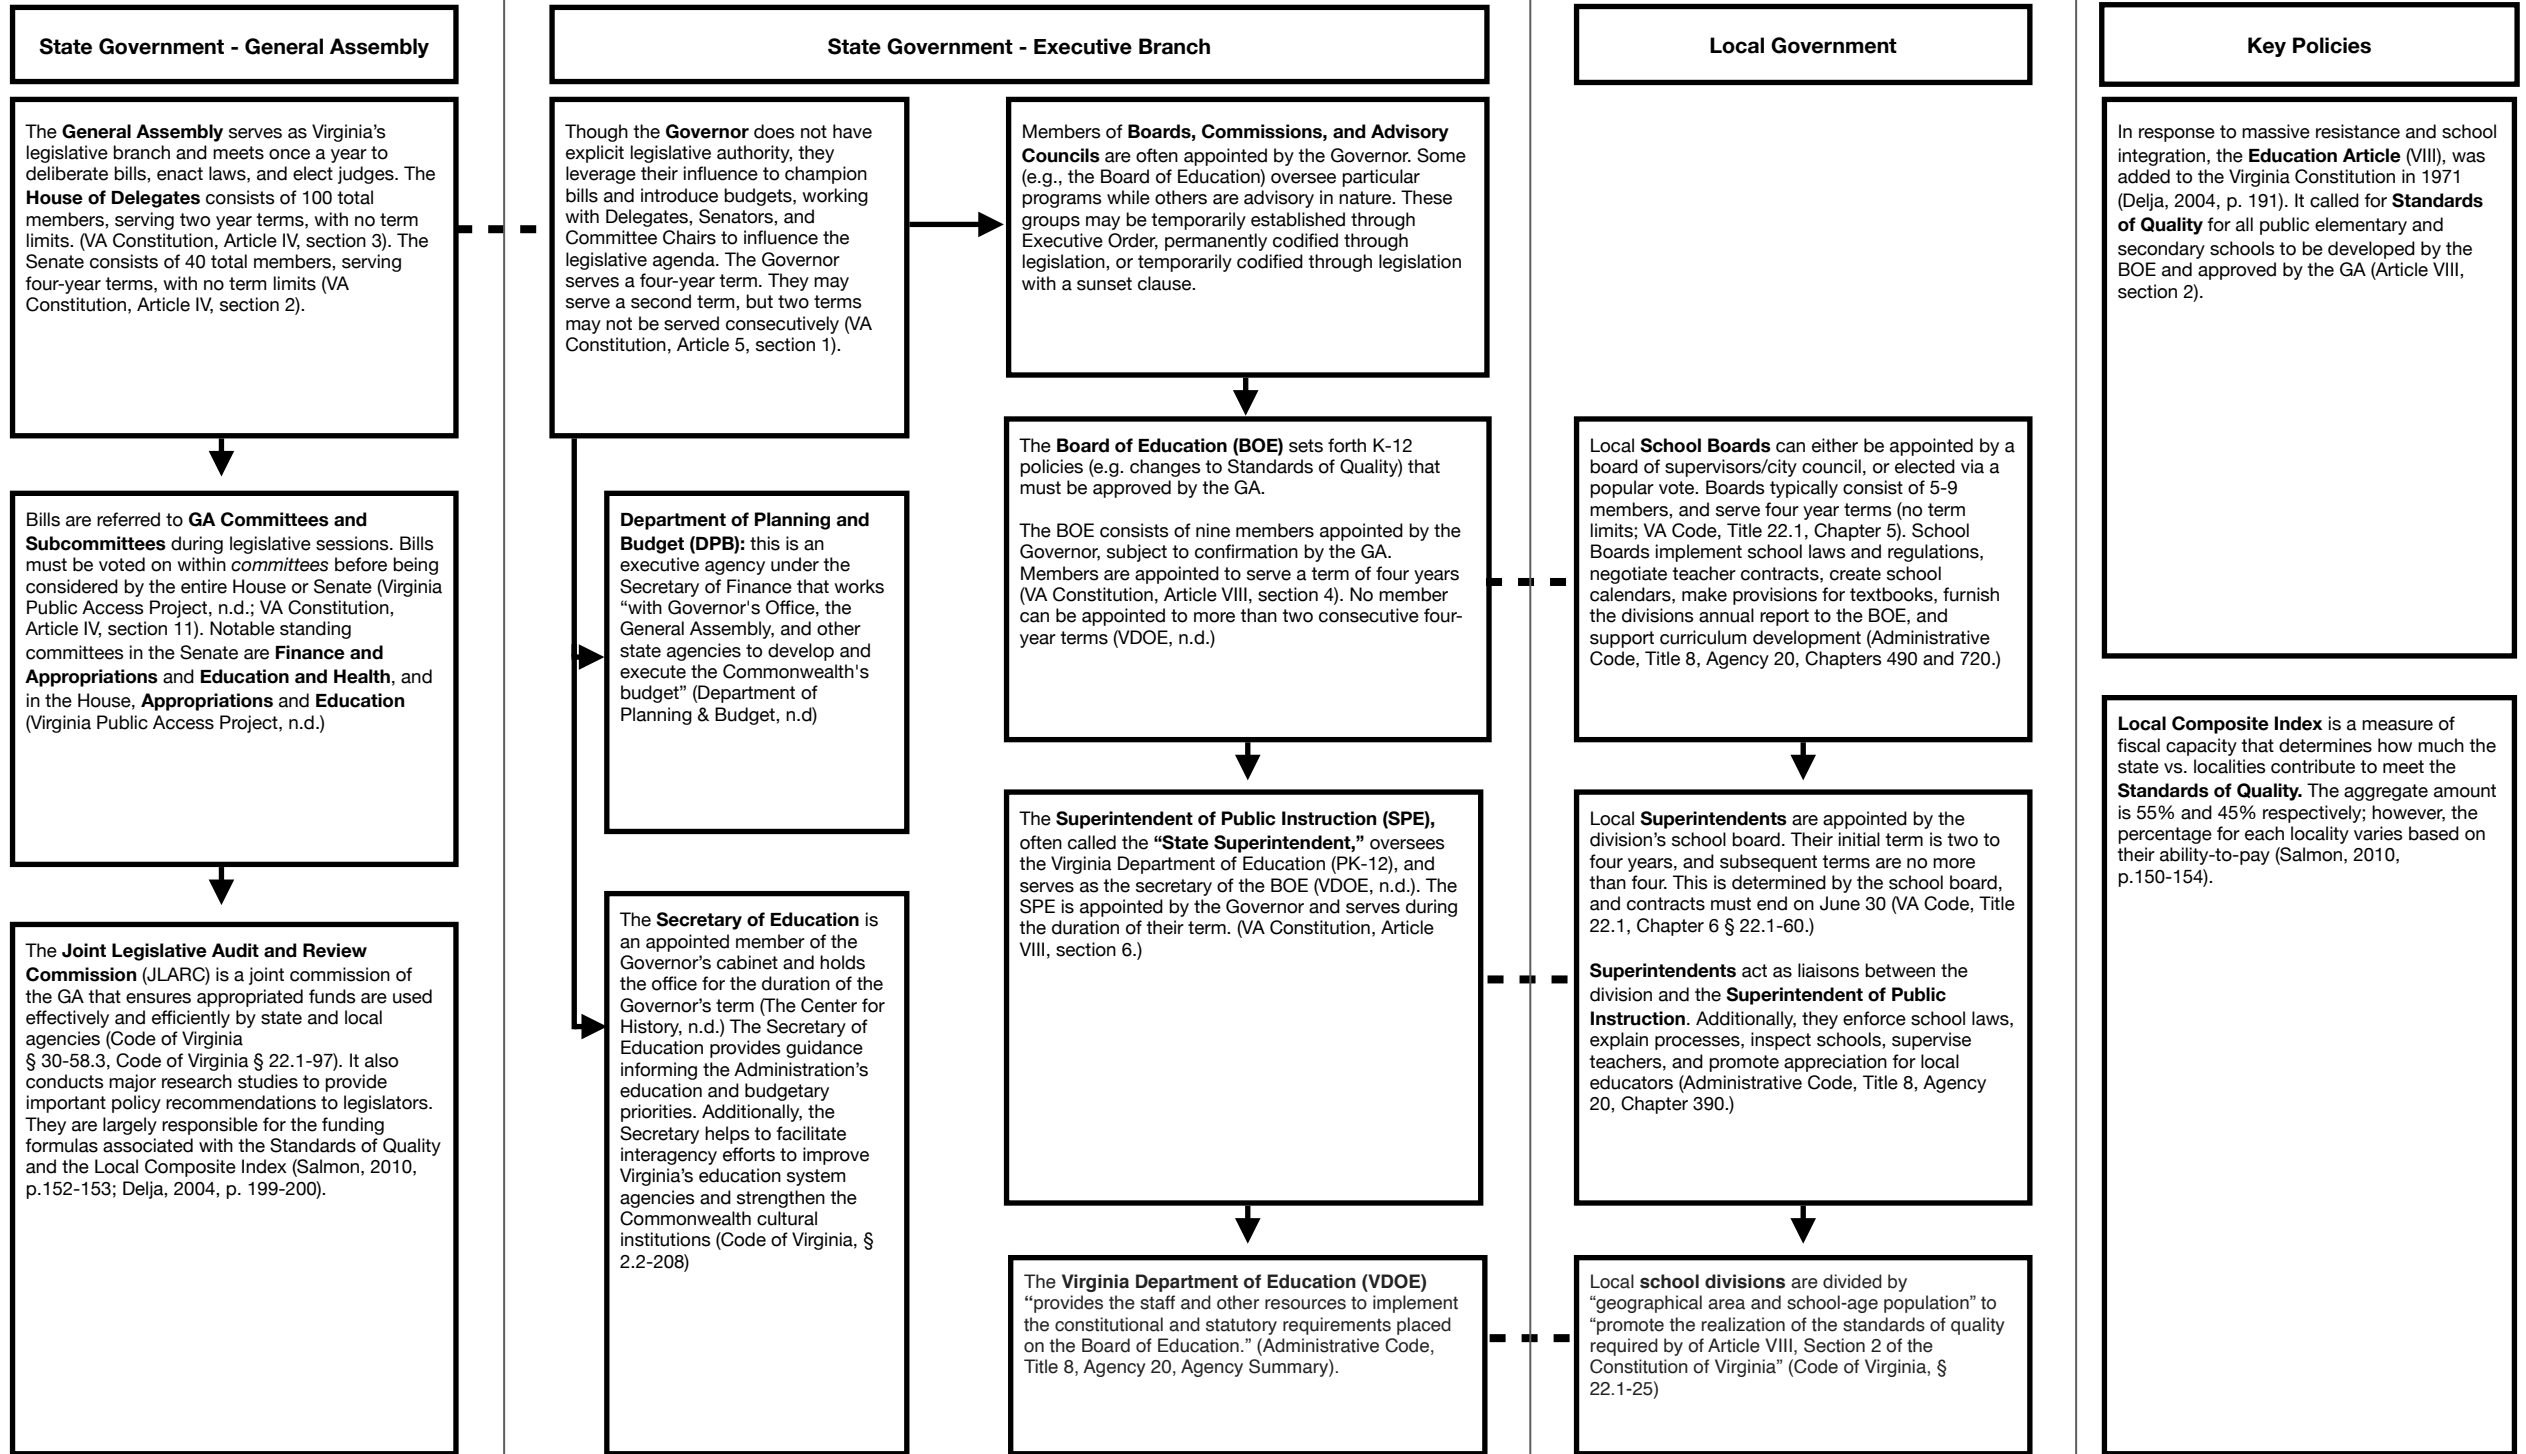 State Government - General Assembly
The General Assembly serves as Virginia’s
legislative branch and meets once a year to
deliberate bills, enact laws, and elect judges. The
House of Delegates consists of 100 total
members, serving two year terms, with no term
limits. (VA Constitution, Article IV, section 3). The
Senate consists of 40 total members, serving
four-year terms, with no term limits (VA
Constitution, Article IV, section 2).
Bills are referred to GA Committees and
Subcommittees during legislative sessions. Bills
must be voted on within committees before being
considered by the entire House or Senate (Virginia
Public Access Project, n.d.; VA Constitution,
Article IV, section 11). Notable standing
committees in the Senate are Finance and
Appropriations and Education and Health, and
in the House, Appropriations and Education
(Virginia Public Access Project, n.d.)
The Joint Legislative Audit and Review
Commission (JLARC) is a joint commission of
the GA that ensures appropriated funds are used
effectively and efficiently by state and local
agencies (Code of Virginia
§ 30-58.3, Code of Virginia § 22.1-97). It also
conducts major research studies to provide
important policy recommendations to legislators.
They are largely responsible for the funding
formulas associated with the Standards of Quality
and the Local Composite Index (Salmon, 2010,
p.152-153; Delja, 2004, p. 199-200).
State Government - Executive Branch
Though the Governor does not have
explicit legislative authority, they
leverage their influence to champion
bills and introduce budgets, working
with Delegates, Senators, and
Committee Chairs to influence the
legislative agenda. The Governor
serves a four-year term. They may
serve a second term, but two terms
may not be served consecutively (VA
Constitution, Article 5, section 1).
Department of Planning and
Budget (DPB): this is an
executive agency under the
Secretary of Finance that works
“with Governor's Office, the
General Assembly, and other
state agencies to develop and
execute the Commonwealth's
budget” (Department of
Planning & Budget, n.d)
The Secretary of Education is
an appointed member of the
Governor’s cabinet and holds
the office for the duration of the
Governor’s term (The Center for
History, n.d.) The Secretary of
Education provides guidance
informing the Administration’s
education and budgetary
priorities. Additionally, the
Secretary helps to facilitate
interagency efforts to improve
Virginia’s education system
agencies and strengthen the
Commonwealth cultural
institutions (Code of Virginia, §
2.2-208)
Members of Boards, Commissions, and Advisory
Councils are often appointed by the Governor. Some
(e.g., the Board of Education) oversee particular
programs while others are advisory in nature. These
groups may be temporarily established through
Executive Order, permanently codified through
legislation, or temporarily codified through legislation
with a sunset clause.
The Board of Education (BOE) sets forth K-12
policies (e.g. changes to Standards of Quality) that
must be approved by the GA.
The BOE consists of nine members appointed by the
Governor, subject to confirmation by the GA.
Members are appointed to serve a term of four years
(VA Constitution, Article VIII, section 4). No member
can be appointed to more than two consecutive four-
year terms (VDOE, n.d.)
The Superintendent of Public Instruction (SPE),
often called the “State Superintendent,” oversees
the Virginia Department of Education (PK-12), and
serves as the secretary of the BOE (VDOE, n.d.). The
SPE is appointed by the Governor and serves during
the duration of their term. (VA Constitution, Article
VIII, section 6.)
The Virginia Department of Education (VDOE)
“provides the staff and other resources to implement
the constitutional and statutory requirements placed
on the Board of Education.” (Administrative Code,
Title 8, Agency 20, Agency Summary).
Local Government
Local School Boards can either be appointed by a
board of supervisors/city council, or elected via a
popular vote. Boards typically consist of 5-9
members, and serve four year terms (no term
limits; VA Code, Title 22.1, Chapter 5). School
Boards implement school laws and regulations,
negotiate teacher contracts, create school
calendars, make provisions for textbooks, furnish
the divisions annual report to the BOE, and
support curriculum development (Administrative
Code, Title 8, Agency 20, Chapters 490 and 720.)
Local Superintendents are appointed by the
division’s school board. Their initial term is two to
four years, and subsequent terms are no more
than four. This is determined by the school board,
and contracts must end on June 30 (VA Code, Title
22.1, Chapter 6 § 22.1-60.)
Superintendents act as liaisons between the
division and the Superintendent of Public
Instruction. Additionally, they enforce school laws,
explain processes, inspect schools, supervise
teachers, and promote appreciation for local
educators (Administrative Code, Title 8, Agency
20, Chapter 390.)
Local school divisions are divided by
“geographical area and school-age population” to
“promote the realization of the standards of quality
required by of Article VIII, Section 2 of the
Constitution of Virginia” (Code of Virginia, §
22.1-25)
Key Policies
In response to massive resistance and school
integration, the Education Article (VIII), was
added to the Virginia Constitution in 1971
(Delja, 2004, p. 191). It called for Standards
of Quality for all public elementary and
secondary schools to be developed by the
BOE and approved by the GA (Article VIII,
section 2).
Local Composite Index is a measure of
fiscal capacity that determines how much the
state vs. localities contribute to meet the
Standards of Quality. The aggregate amount
is 55% and 45% respectively; however, the
percentage for each locality varies based on
their ability-to-pay (Salmon, 2010,
p.150-154).